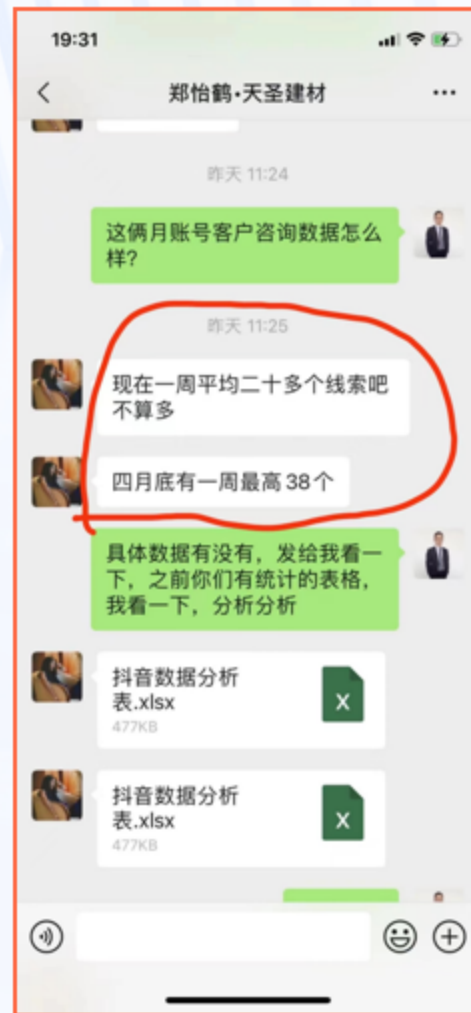 19:31
郑怡鹤·天圣建材
昨天 11:24
这俩月账号客户咨询数据怎么
样?
昨天 11:25
现在一周平均二十多个线索吧
不算多
四月底有一周最高38个
具体数据有没有，发给我看一
下，之前你们有统计的表格，
我看一下，分析分析
抖音数据分析
表.xlsx
X
477KB
抖音数据分析
表.xlsx
X
477KB